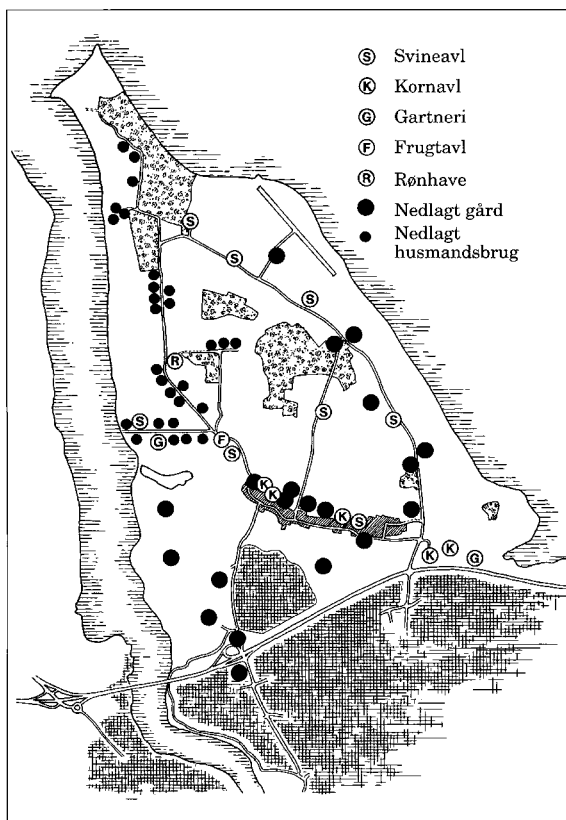 Ⓢ Svineavl
Ⓚ Kornavl
Ⓖ Gartneri
Ⓕ Frugtavl
Ⓡ Rønhave
Nedlagt gård
Nedlagt
husmandsbrug
S
S
S
R
S
S
S
G
F
S
K
K
K
S
K
K
G